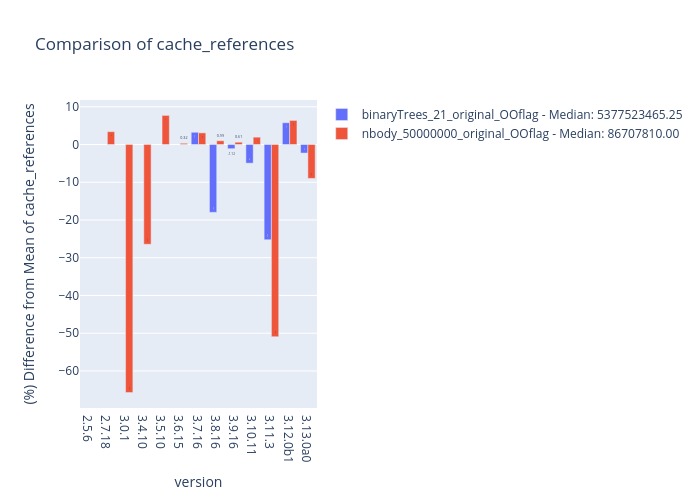 Comparison of cache_references
(%) Difference from Mean of cache_references
10
0
−10
−20
−30
−40
−50
−60
2.5.6
2.7.18
3.0.1
3.4.10
3.5.10
3.6.15
3.7.16
3.8.16
3.9.16
3.10.11
3.11.3
3.12.0b1
3.13.0a0
version
binaryTrees_21_original_OOflag - Median: 5377523465.25
nbody_50000000_original_OOflag - Median: 86707810.00